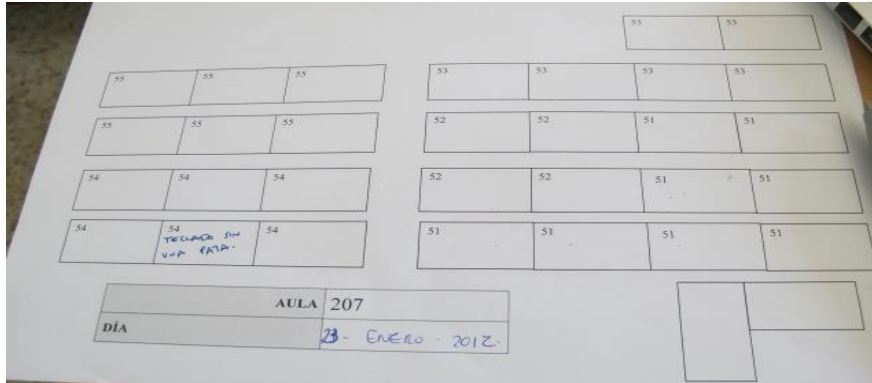 53 53
55 55 55 53 53 53 53
55 55 55 52 52 51 51
54 54 54 52 52 51 51
54 54 54 51 51 51 51
TECLADO SIN
UNA PATA.
AULA 207
DÍA 23 - ENERO - 2012.